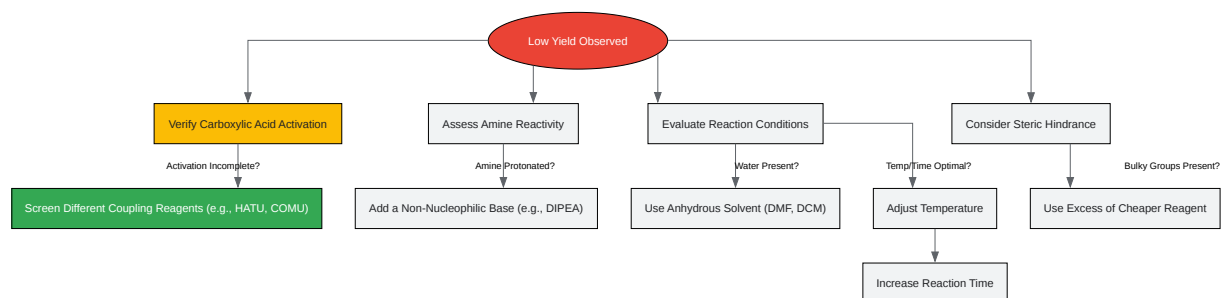 Low Yield Observed
Verify Carboxylic Acid Activation
Assess Amine Reactivity
Evaluate Reaction Conditions
Consider Steric Hindrance
Activation Incomplete?
Amine Protonated?
Water Present?
Temp/Time Optimal?
Bulky Groups Present?
Screen Different Coupling Reagents (e.g., HATU, COMU)
Add a Non-Nucleophilic Base (e.g., DIPEA)
Use Anhydrous Solvent (DMF, DCM)
Adjust Temperature
Use Excess of Cheaper Reagent
Increase Reaction Time